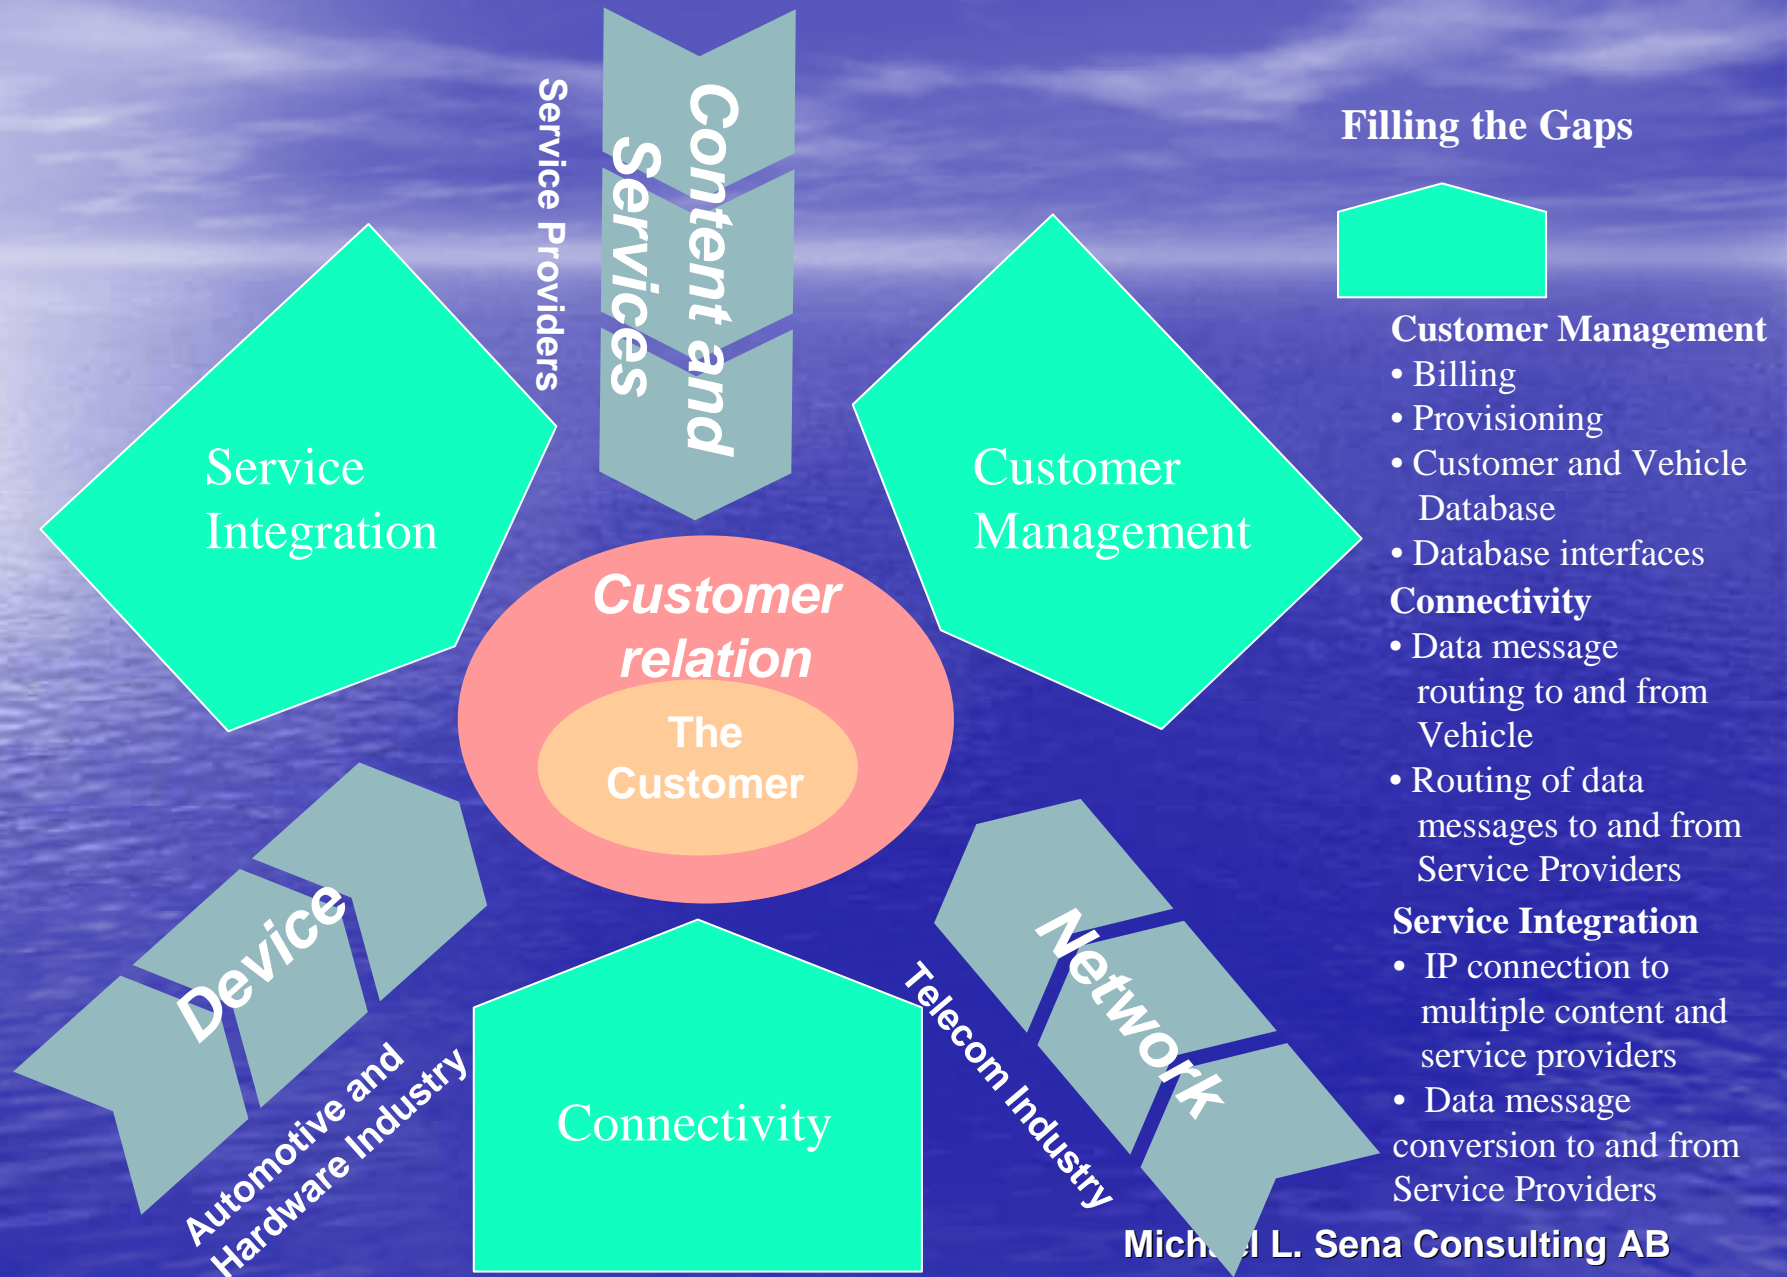 Service Providers
Content and
Services
Filling the Gaps
Service
Integration
Customer
Management
Customer
relation
The
Customer
Device
Automotive and
Hardware Industry
Connectivity
Network
Telecom Industry
Customer Management
• Billing
• Provisioning
• Customer and Vehicle
Database
• Database interfaces
Connectivity
• Data message
routing to and from
Vehicle
• Routing of data
messages to and from
Service Providers
Service Integration
• IP connection to
multiple content and
service providers
• Data message
conversion to and from
Service Providers
Michael L. Sena Consulting AB